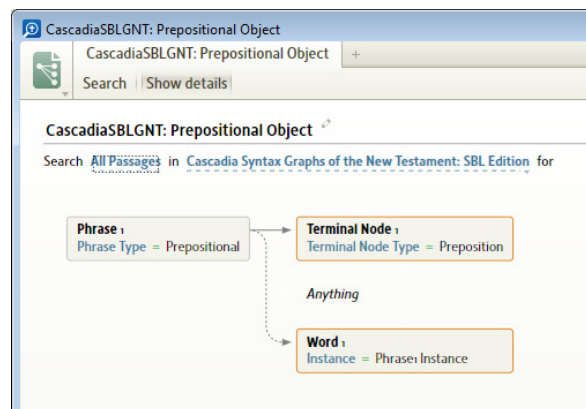 CascadiaSBLGNT: Prepositional Object
CascadiaSBLGNT: Prepositional Object +
Search Show details
CascadiaSBLGNT: Prepositional Object
Search All Passages in Cascadia Syntax Graphs of the New Testament: SBL Edition for
Phrase 1
Phrase Type = Prepositional
Terminal Node 1
Terminal Node Type = Preposition
Anything
Word 1
Instance = Phrase1 Instance